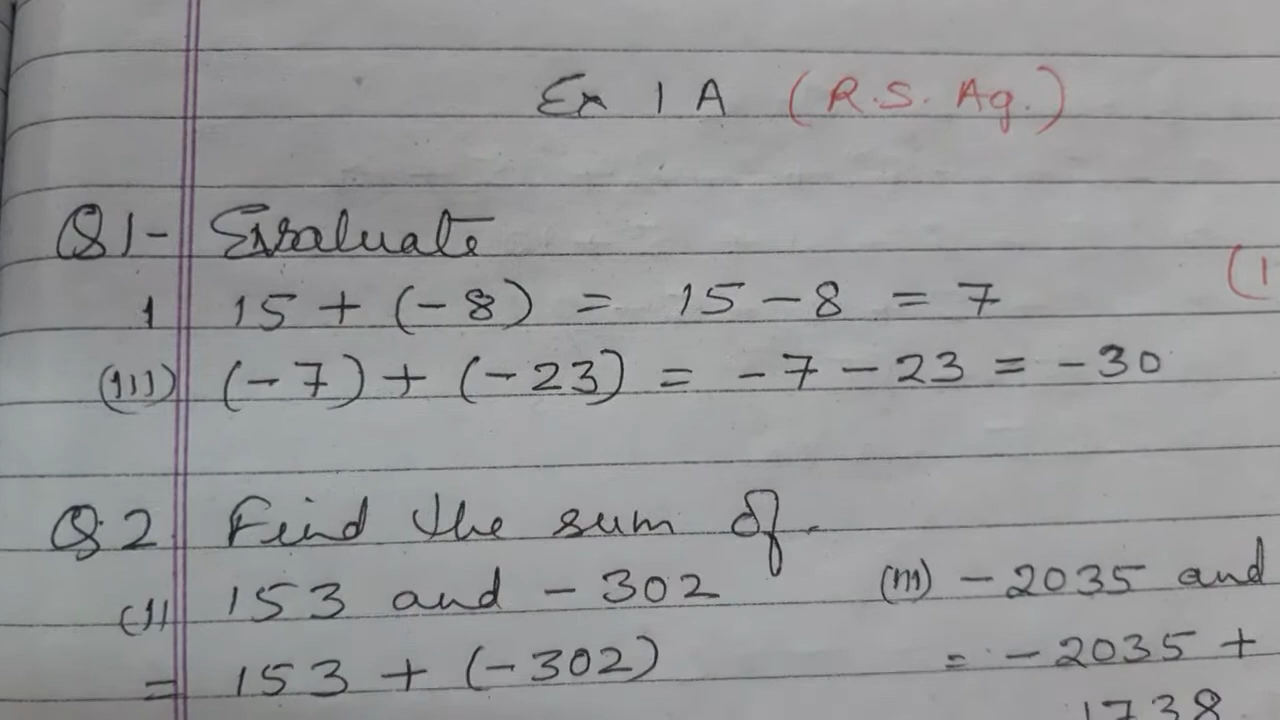 Ex 1 A (R.S. Ag.)
Q1- Evaluate
1 15 + (-8) = 15 - 8 = 7
(III) (-7) + (-23) = -7 - 23 = -30
(1
Q.2 Find the sum of.
(I) 153 and - 302
= 153 + (-302)
(III) - 2035 and
= - 2035 +
1738